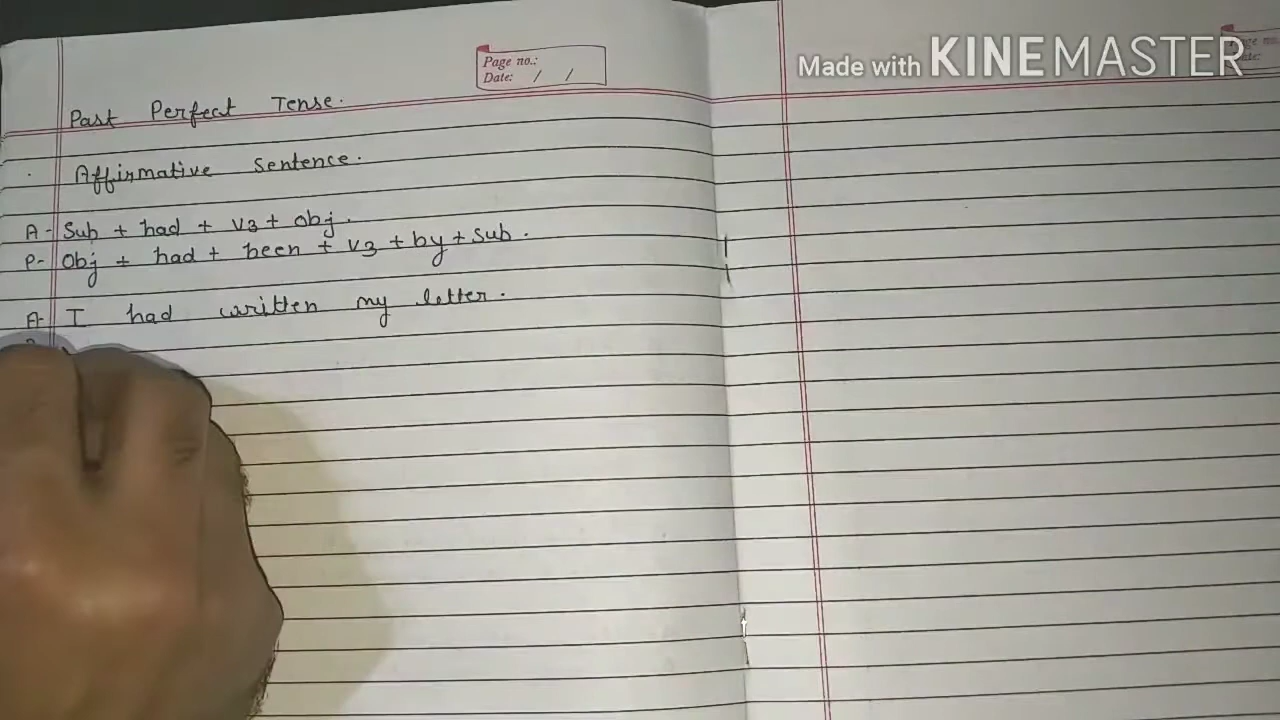 Made with KINEMASTER
Page no.:
Date: / /
Past Perfect Tense.
Affirmative Sentence.
A- Sub + had + V3 + obj.
P- Obj + had + been + V3 + by + sub.
A- I had written my letter.